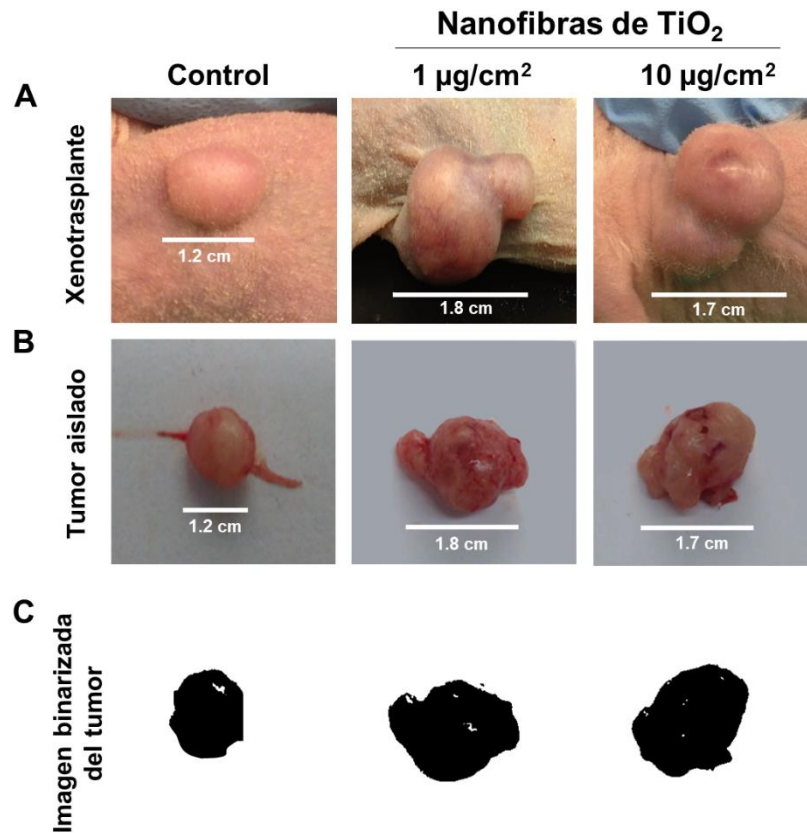 Nanofibras de TiO₂
Control
1 µg/cm²
10 µg/cm²
A
Xenotrasplante
1.2 cm
1.8 cm
1.7 cm
B
Tumor aislado
1.2 cm
1.8 cm
1.7 cm
C
Imagen binarizada
del tumor